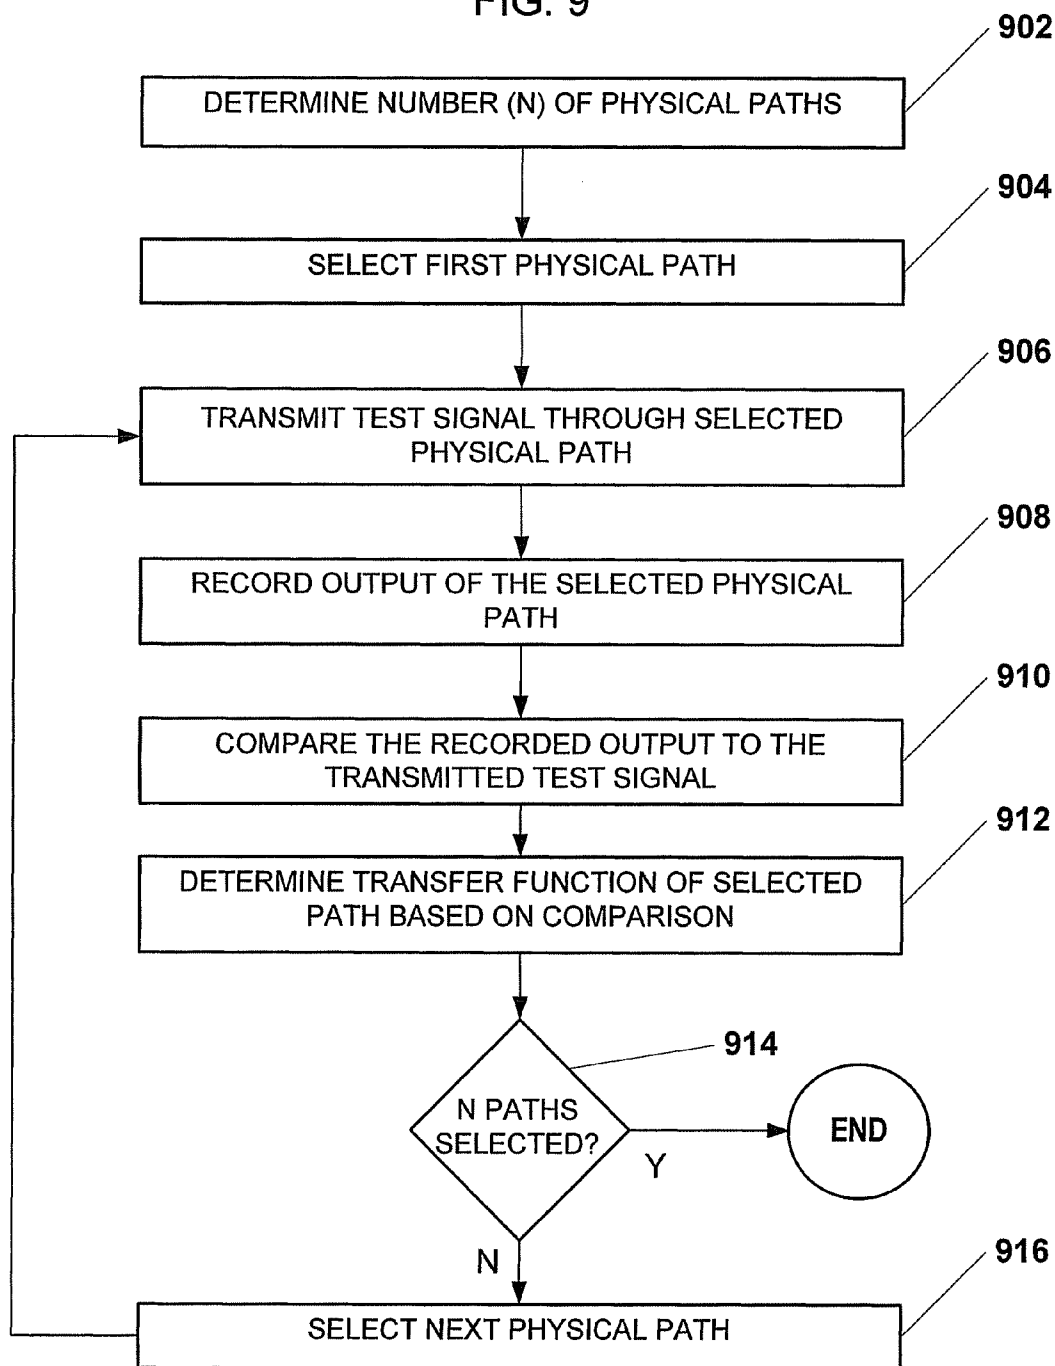 FIG. 9
902
DETERMINE NUMBER (N) OF PHYSICAL PATHS
904
SELECT FIRST PHYSICAL PATH
906
TRANSMIT TEST SIGNAL THROUGH SELECTED
PHYSICAL PATH
908
RECORD OUTPUT OF THE SELECTED PHYSICAL
PATH
910
COMPARE THE RECORDED OUTPUT TO THE
TRANSMITTED TEST SIGNAL
912
DETERMINE TRANSFER FUNCTION OF SELECTED
PATH BASED ON COMPARISON
914
N PATHS
SELECTED?
END
Y
N
916
SELECT NEXT PHYSICAL PATH